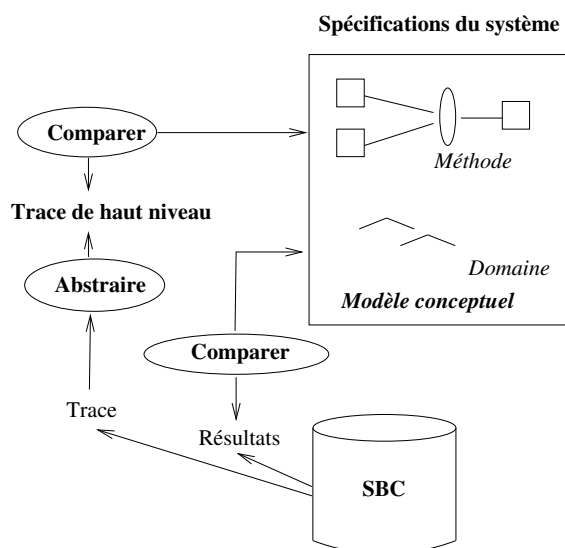 Spécifications du système
Comparer
Méthode
Trace de haut niveau
Abstraire
Domaine
Modèle conceptuel
Comparer
Trace
Résultats
SBC